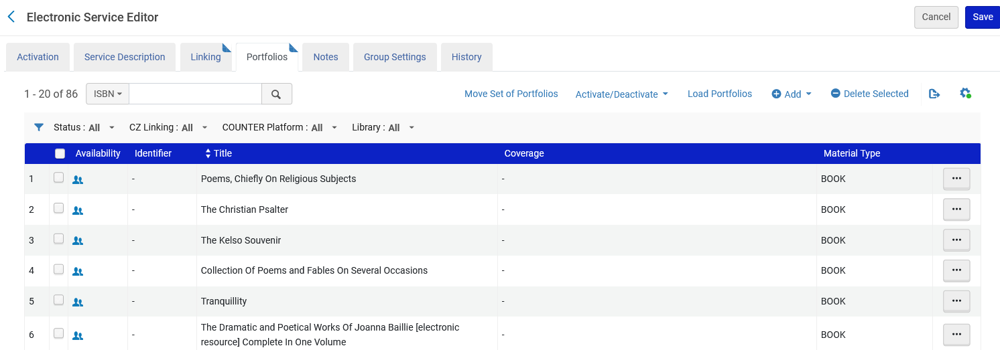 Electronic Service Editor
Cancel
Save
Activation
Service Description
Linking
Portfolios
Notes
Group Settings
History
1 - 20 of 86
ISBN
Move Set of Portfolios
Activate/Deactivate
Load Portfolios
Add
Delete Selected
Status : All
CZ Linking : All
COUNTER Platform : All
Library : All
Availability Identifier Title Coverage Material Type
1 - Poems, Chiefly On Religious Subjects - BOOK
2 - The Christian Psalter - BOOK
3 - The Kelso Souvenir - BOOK
4 - Collection Of Poems and Fables On Several Occasions - BOOK
5 - Tranquillity - BOOK
6 - The Dramatic and Poetical Works Of Joanna Baillie [electronic
resource] Complete In One Volume - BOOK